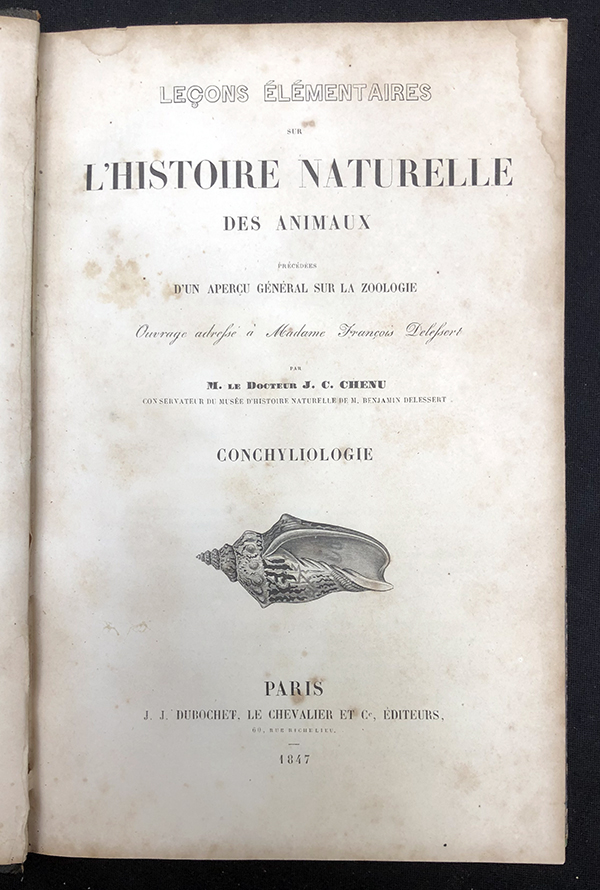 LEÇONS ÉLÉMENTAIRES
SUR
L'HISTOIRE NATURELLE
DES ANIMAUX
PRÉCÉDÉES
D'UN APERÇU GÉNÉRAL SUR LA ZOOLOGIE
Ouvrage adressé à Madame François Delessert
PAR
M. LE DOCTEUR J. C. CHENU
CONSERVATEUR DU MUSÉE D'HISTOIRE NATURELLE DE M. BENJAMIN DELESSERT
CONCHYLIOLOGIE
PARIS
J. J. DUBOCHET, LE CHEVALIER ET Cie, ÉDITEURS,
60, RUE RICHELIEU.
1847